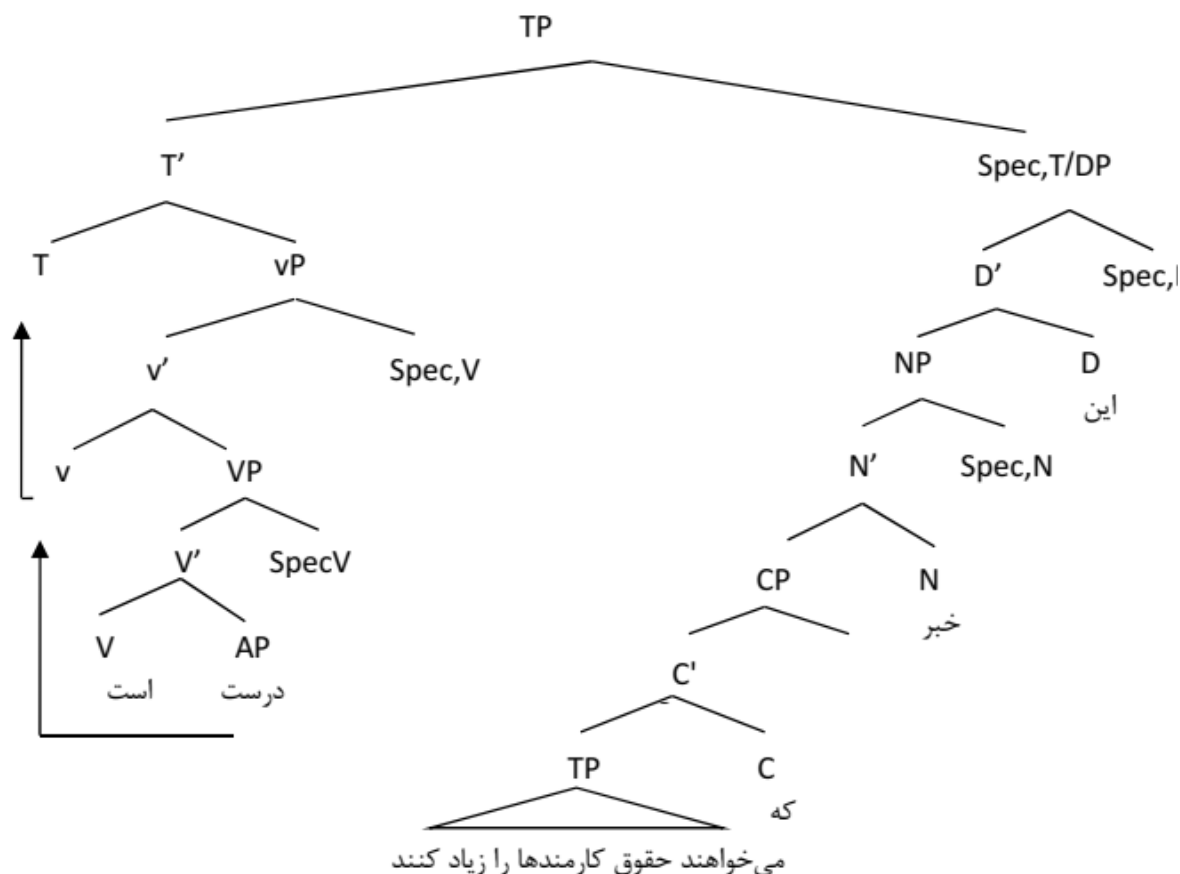 TP
T’ Spec,T/DP
T vP D’ Spec,
v’ Spec,V NP D
این
v VP N’ Spec,N
V’ SpecV CP N
خبر
V AP C'
است درست
TP C
که
می‌خواهند حقوق کارمندها را زیاد کنند